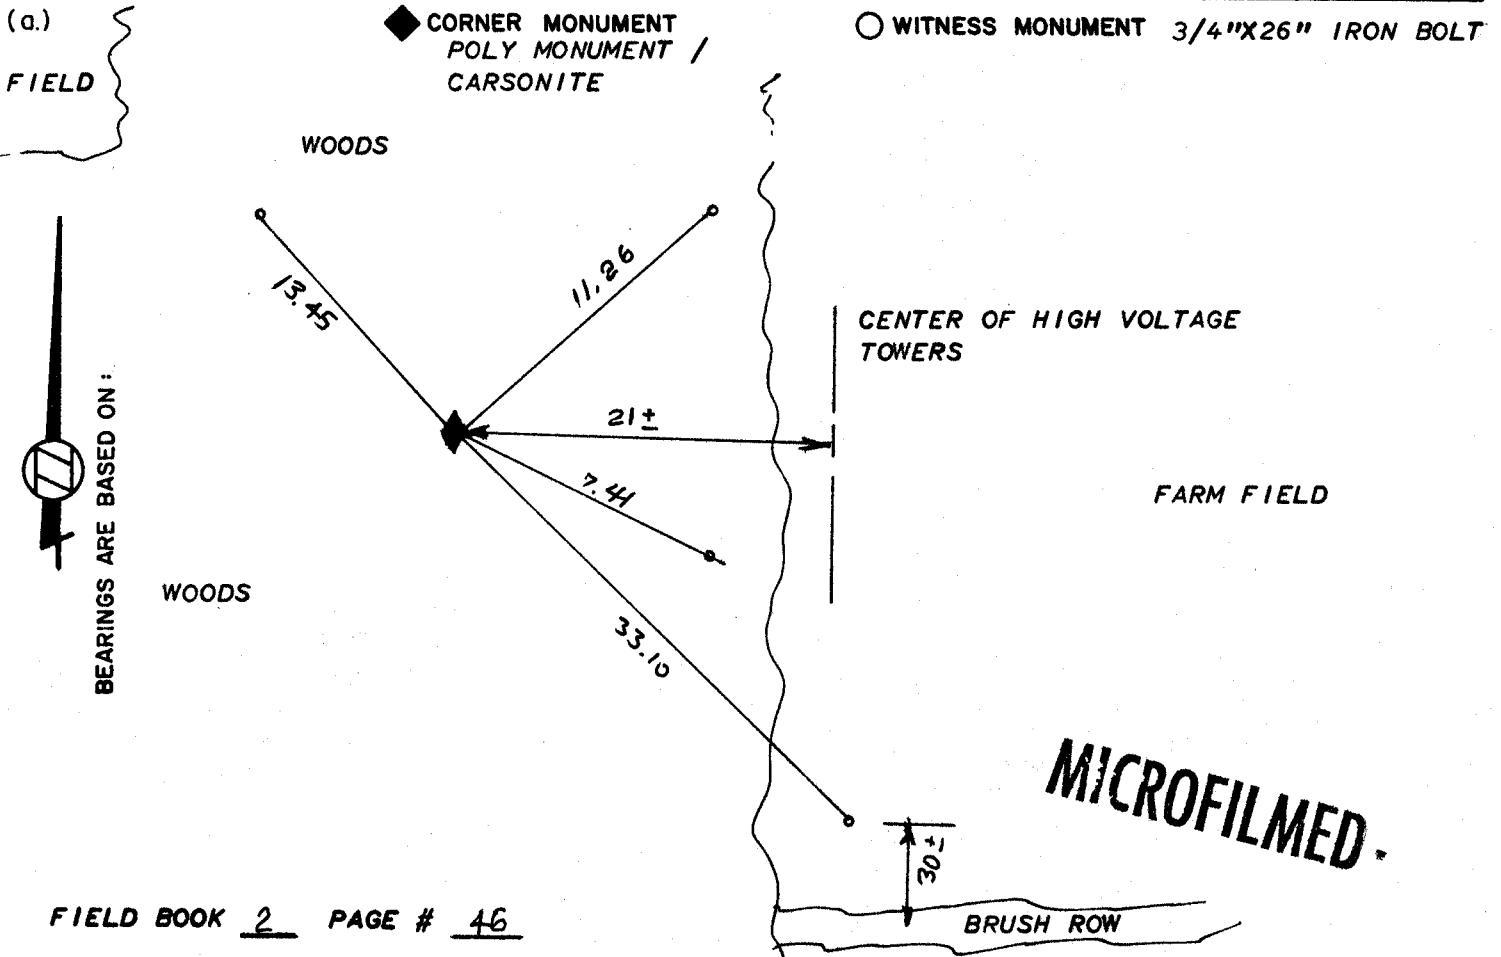 (a.)
FIELD
CORNER MONUMENT
POLY MONUMENT /
CARSONITE
WITNESS MONUMENT 3/4"X26" IRON BOLT
WOODS
13.45
11.26
CENTER OF HIGH VOLTAGE
TOWERS
21±
7.41
FARM FIELD
BEARINGS ARE BASED ON:
WOODS
33.10
MICROFILMED
30±
FIELD BOOK 2 PAGE # 46
BRUSH ROW